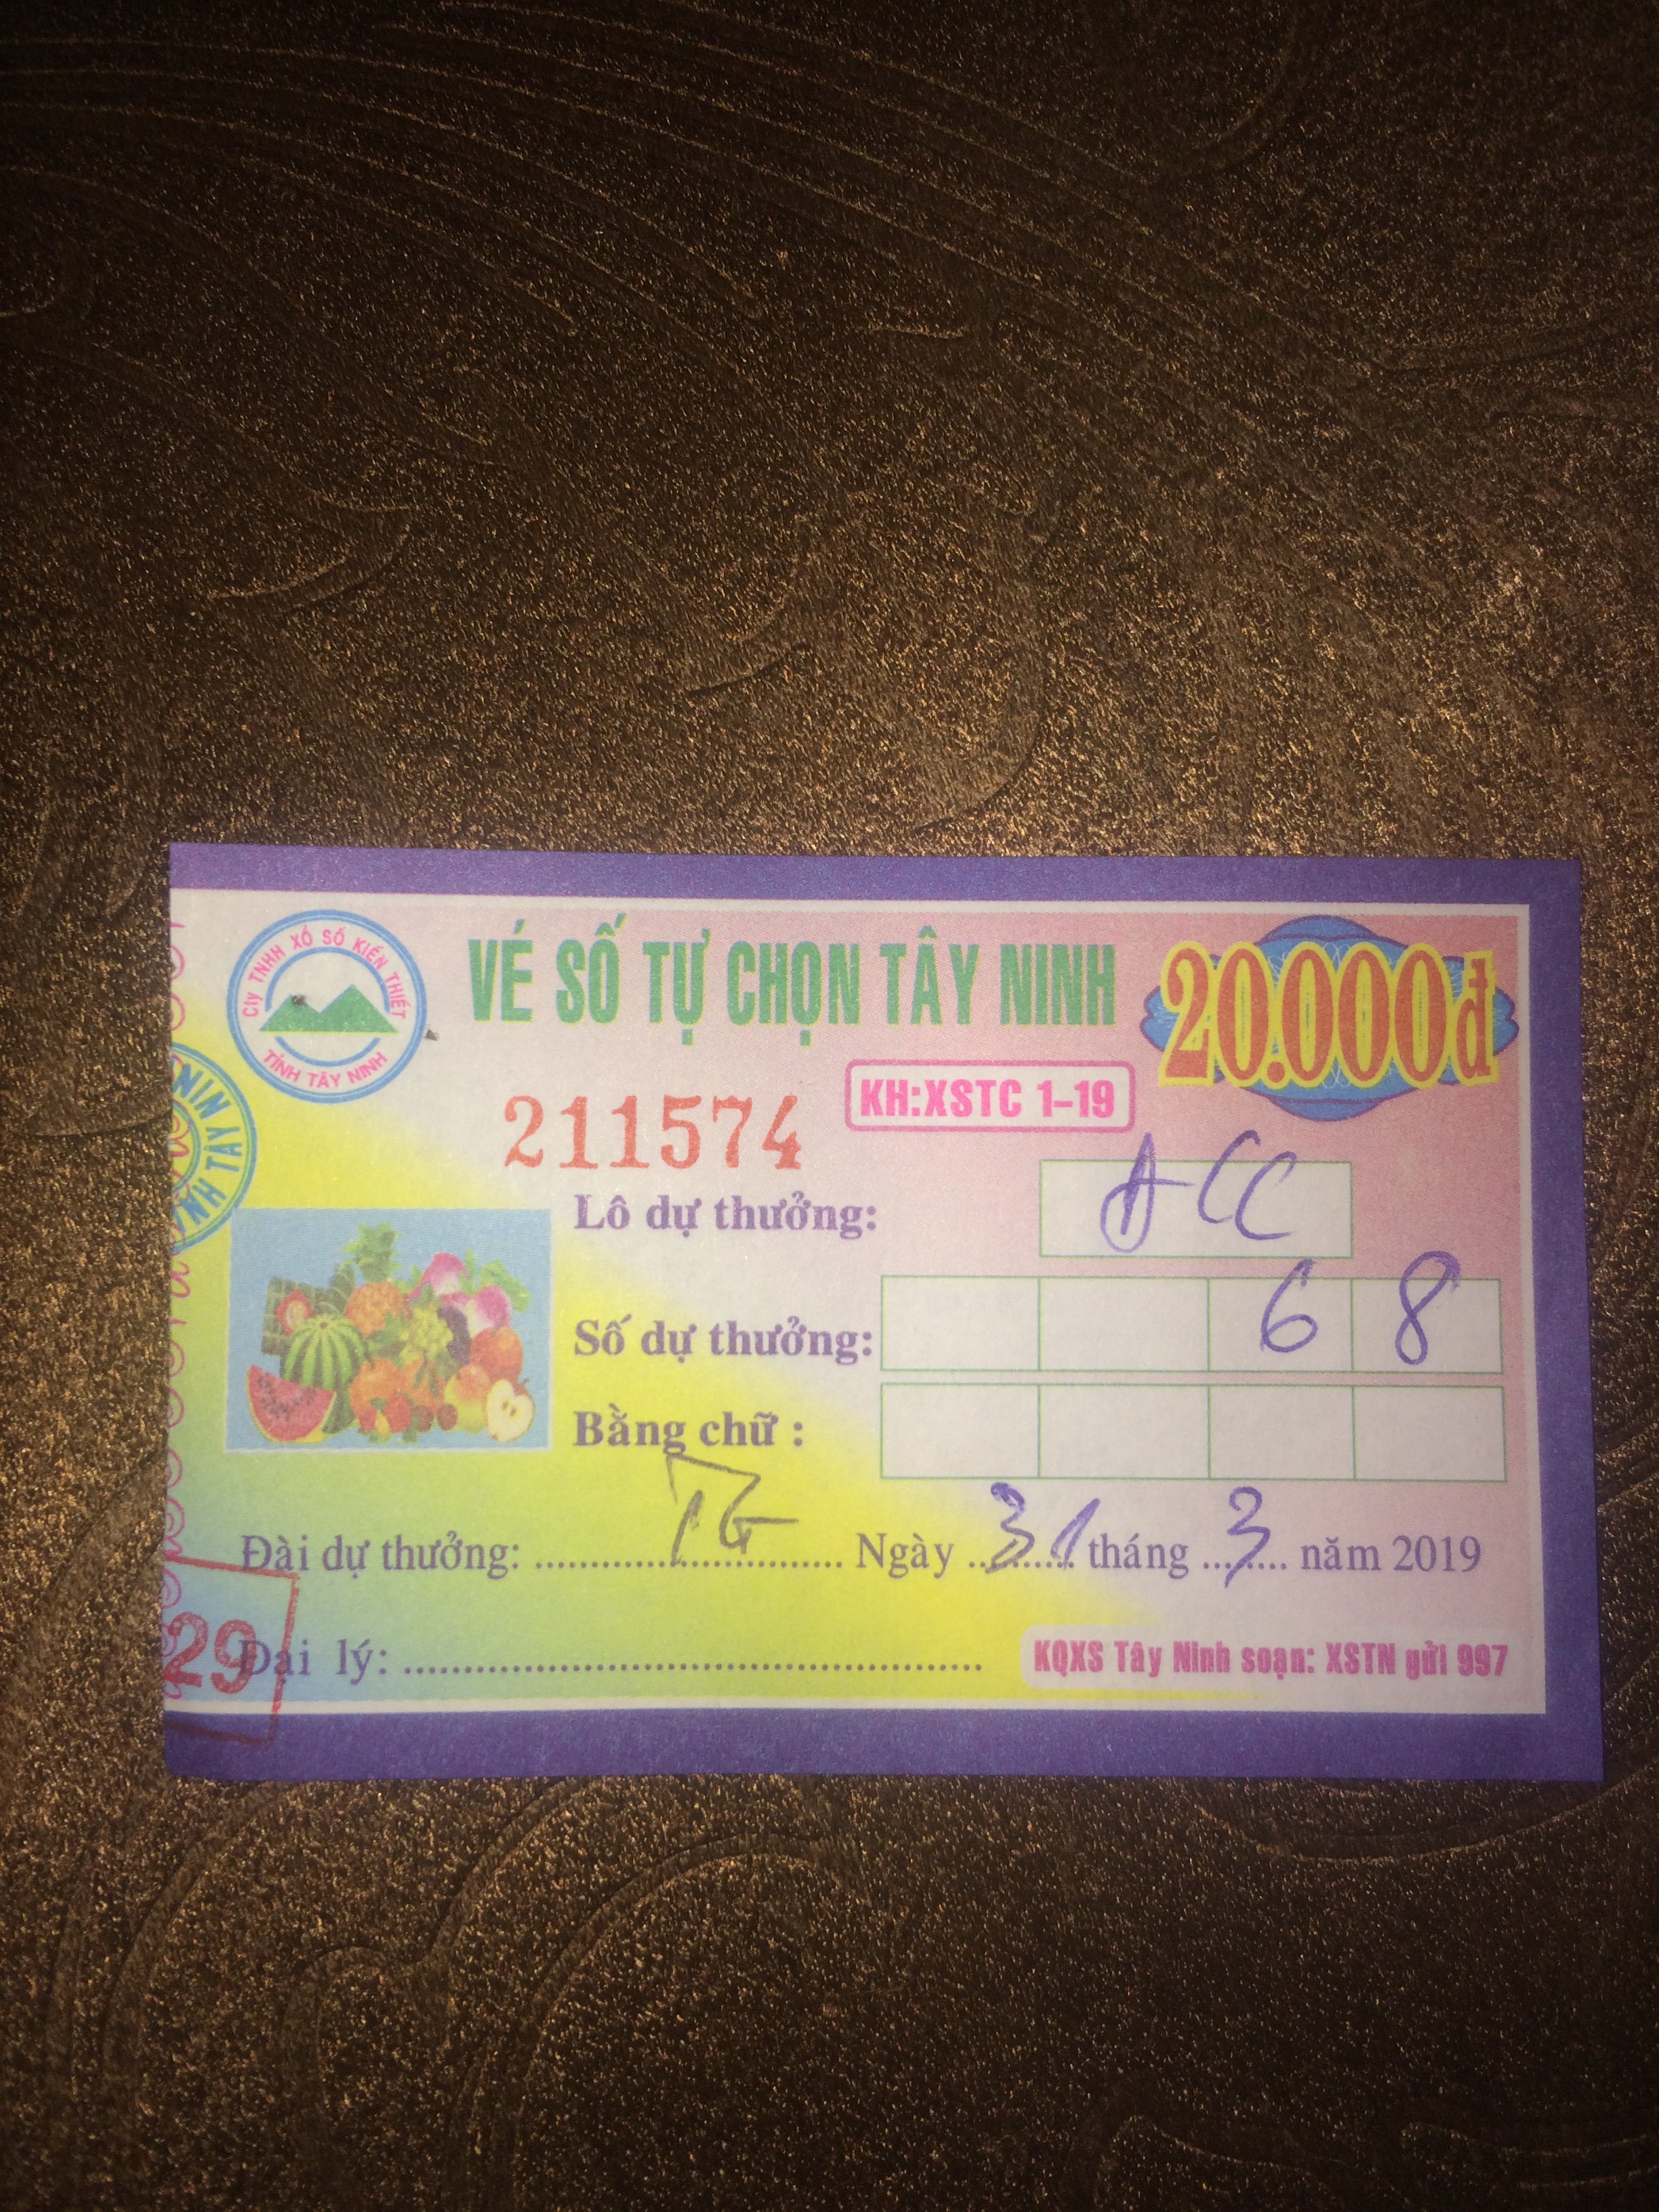 Cty TNHH XỔ SỐ KIẾN THIẾT
TỈNH TÂY NINH
VÉ SỐ TỰ CHỌN TÂY NINH
20.000đ
KH:XSTC 1-19
211574
Lô dự thưởng: ACC
Số dự thưởng: 6 8
Bằng chữ :
Đài dự thưởng: TG Ngày 31 tháng 3 năm 2019
29
Đại lý:
KQXS Tây Ninh soạn: XSTN gửi 997